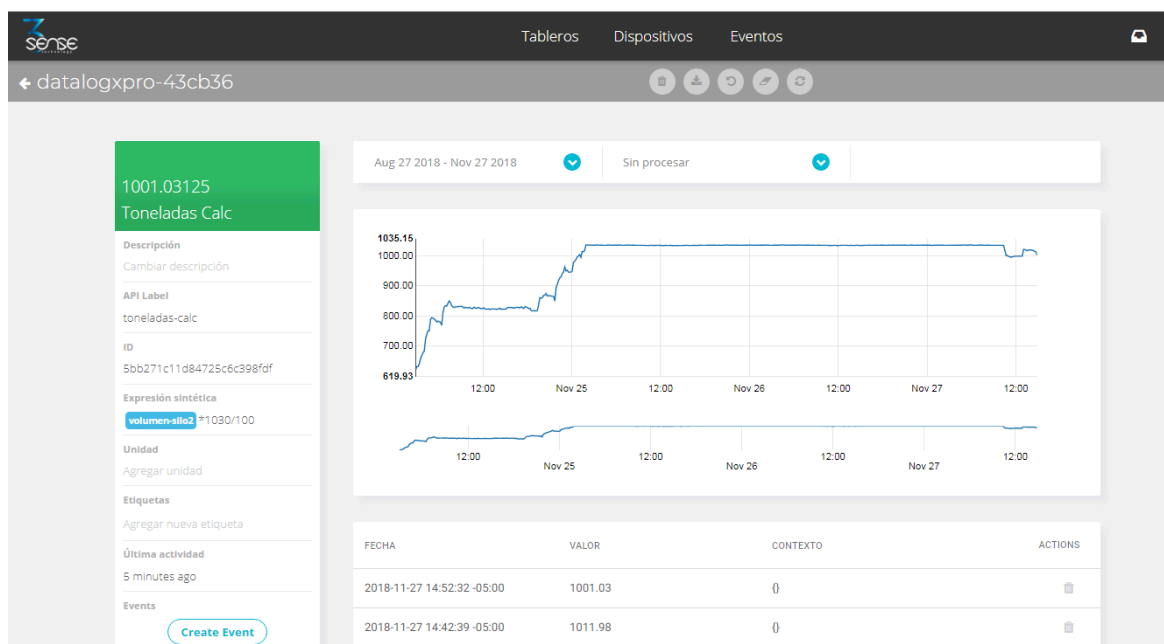 3sense
technology
Tableros Dispositivos Eventos
datalogxpro-43cb36
1001.03125
Toneladas Calc
Descripción
Cambiar descripción
API Label
toneladas-calc
ID
5bb271c11d84725c6c398fdf
Expresión sintética
volumen-silo2 *1030/100
Unidad
Agregar unidad
Etiquetas
Agregar nueva etiqueta
Última actividad
5 minutes ago
Events
Create Event
Aug 27 2018 - Nov 27 2018 Sin procesar
1035.15
1000.00
900.00
800.00
700.00
619.93
12:00 Nov 25 12:00 Nov 26 12:00 Nov 27 12:00
12:00 Nov 25 12:00 Nov 26 12:00 Nov 27 12:00
FECHA VALOR CONTEXTO ACTIONS
2018-11-27 14:52:32 -05:00 1001.03 {}
2018-11-27 14:42:39 -05:00 1011.98 {}